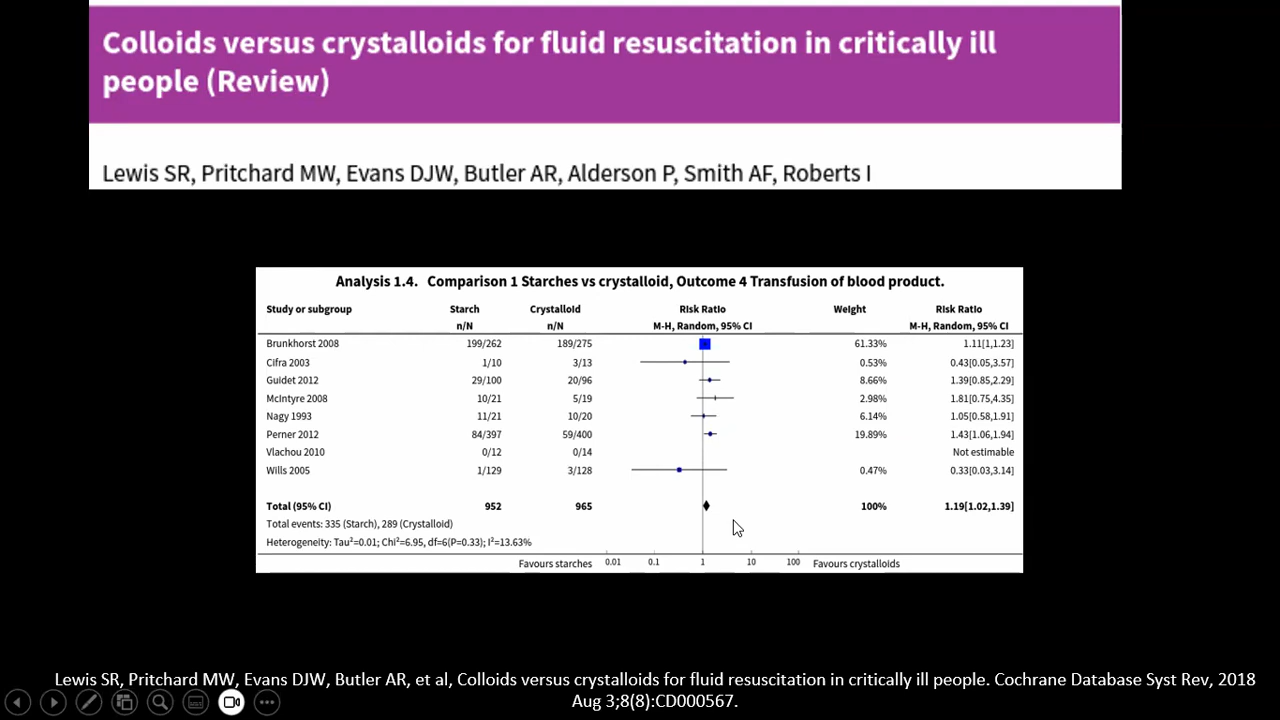 Colloids versus crystalloids for fluid resuscitation in critically ill
people (Review)
Lewis SR, Pritchard MW, Evans DJW, Butler AR, Alderson P, Smith AF, Roberts I
Analysis 1.4. Comparison 1 Starches vs crystalloid, Outcome 4 Transfusion of blood product.
Study or subgroup Starch Crystalloid Risk Ratio Weight Risk Ratio
n/N n/N M-H, Random, 95% CI M-H, Random, 95% CI
Brunkhorst 2008 199/262 189/275 61.33% 1.11[1,1.23]
Cifra 2003 1/10 3/13 0.53% 0.43[0.05,3.57]
Guidet 2012 29/100 20/96 8.66% 1.39[0.85,2.29]
McIntyre 2008 10/21 5/19 2.98% 1.81[0.75,4.35]
Nagy 1993 11/21 10/20 6.14% 1.05[0.58,1.91]
Perner 2012 84/397 59/400 19.89% 1.43[1.06,1.94]
Vlachou 2010 0/12 0/14 Not estimable
Wills 2005 1/129 3/128 0.47% 0.33[0.03,3.14]
Total (95% CI) 952 965 100% 1.19[1.02,1.39]
Total events: 335 (Starch), 289 (Crystalloid)
Heterogeneity: Tau²=0.01; Chi²=6.95, df=6(P=0.33); I²=13.63%
Favours starches 0.01 0.1 1 10 100 Favours crystalloids
Lewis SR, Pritchard MW, Evans DJW, Butler AR, et al, Colloids versus crystalloids for fluid resuscitation in critically ill people. Cochrane Database Syst Rev, 2018
Aug 3;8(8):CD000567.